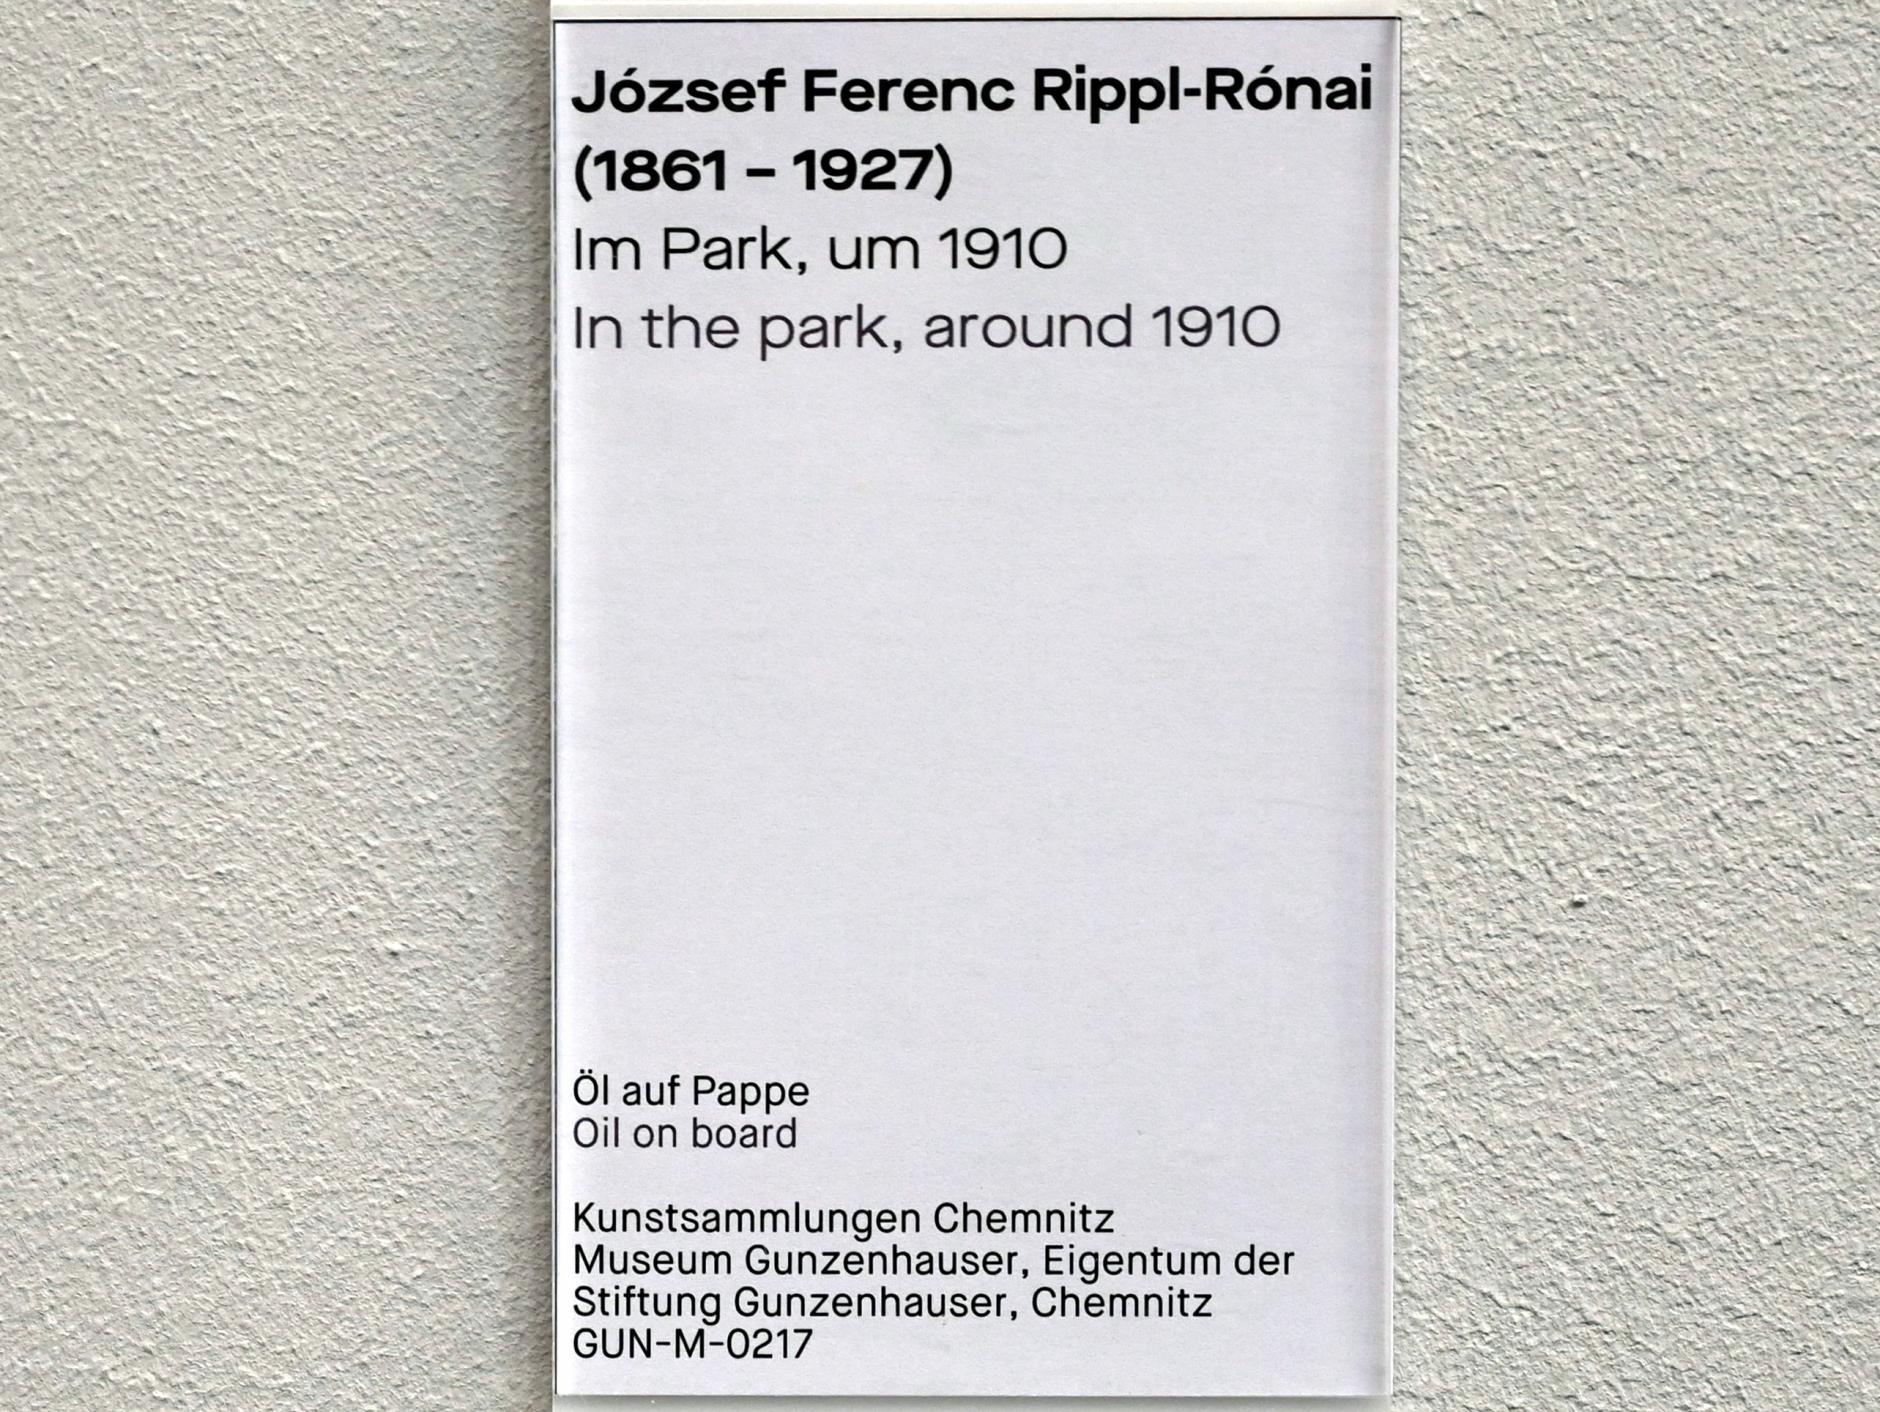 József Ferenc Rippl-Rónai
(1861 – 1927)
Im Park, um 1910
In the park, around 1910
Öl auf Pappe
Oil on board
Kunstsammlungen Chemnitz
Museum Gunzenhauser, Eigentum der
Stiftung Gunzenhauser, Chemnitz
GUN-M-0217